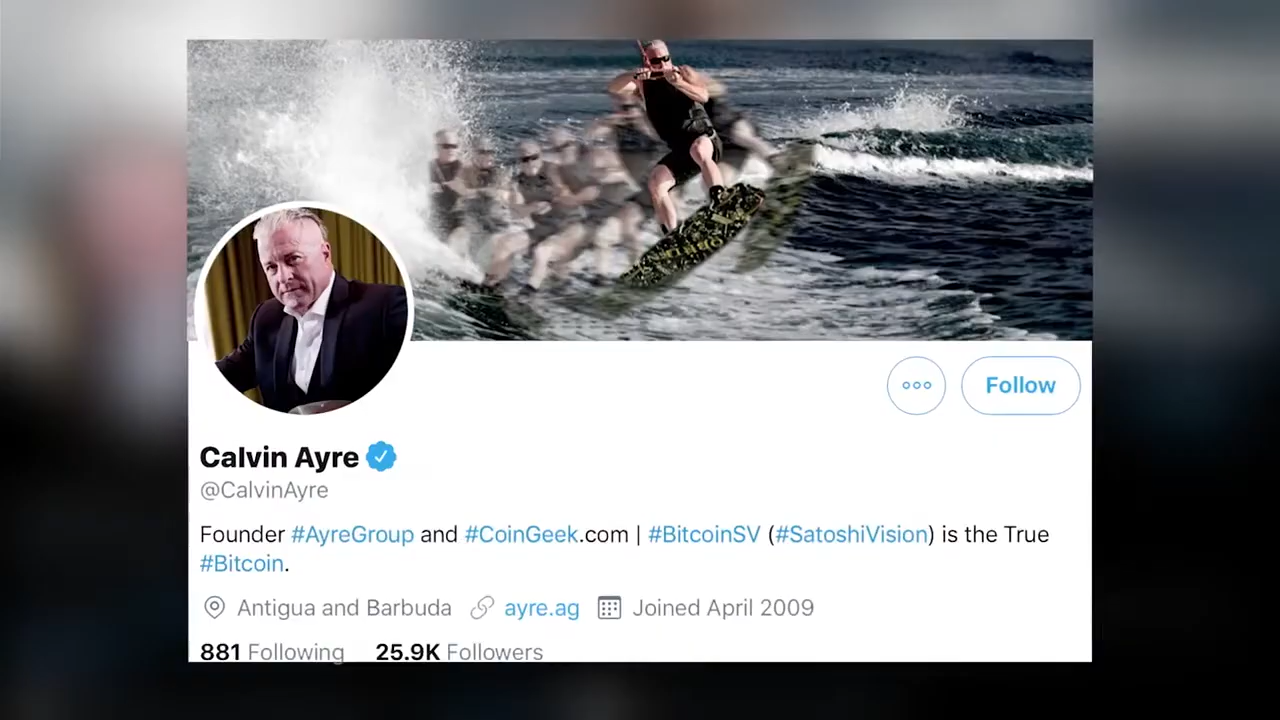 Follow
Calvin Ayre
@CalvinAyre
Founder #AyreGroup and #CoinGeek.com | #BitcoinSV (#SatoshiVision) is the True
#Bitcoin.
Antigua and Barbuda ayre.ag Joined April 2009
881 Following 25.9K Followers